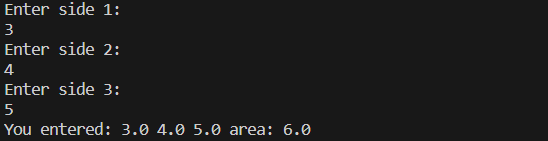 Enter side 1:
3
Enter side 2:
4
Enter side 3:
5
You entered: 3.0 4.0 5.0 area: 6.0